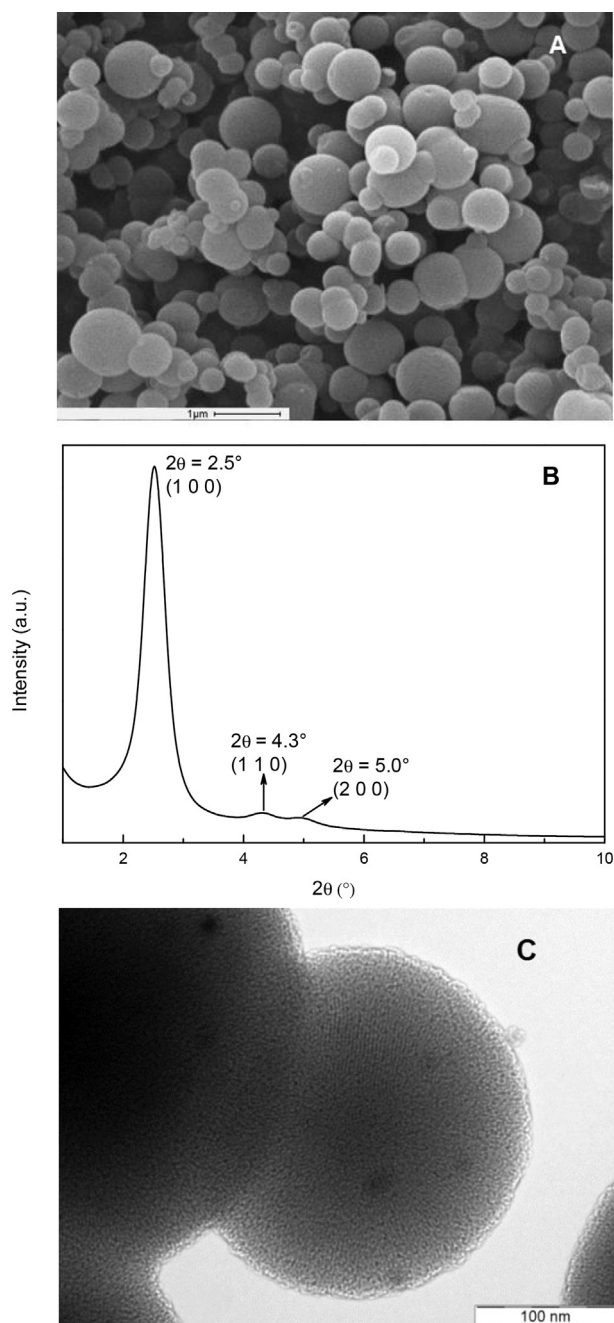 A
1µm
2θ = 2.5°
(1 0 0)
B
2θ = 4.3°
(1 1 0)
2θ = 5.0°
(2 0 0)
Intensity (a.u.)
2 4 6 8 10
2θ (°)
C
100 nm